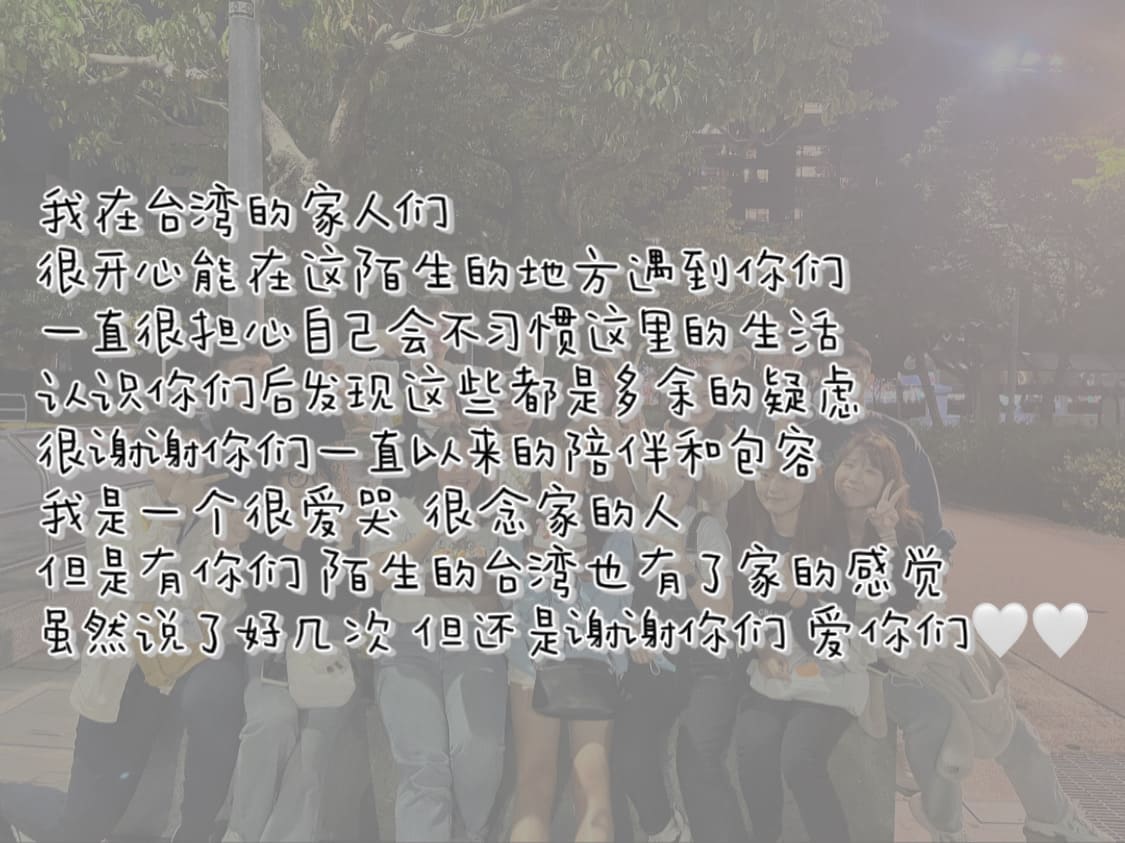 我在台湾的家人们
很开心能在这陌生的地方遇到你们
一直很担心自己会不习惯这里的生活
认识你们后发现这些都是多余的疑虑
很谢谢你们一直以来的陪伴和包容
我是一个很爱哭 很念家的人
但是有你们 陌生的台湾也有了家的感觉
虽然说了好几次 但还是谢谢你们 爱你们🤍🤍